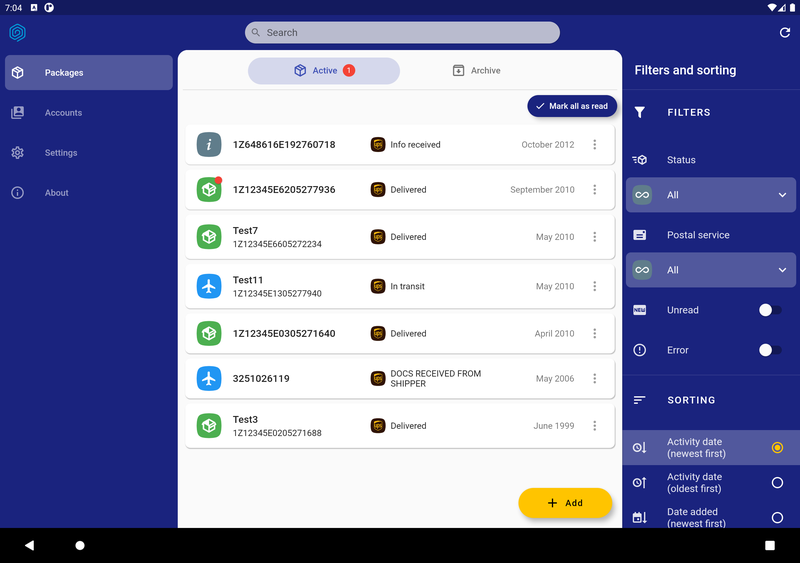 7:04
Search
Packages
Accounts
Settings
About
Active 1
Archive
Mark all as read
1Z648616E192760718 Info received October 2012
1Z12345E6205277936 Delivered September 2010
Test7
1Z12345E6605272234 Delivered May 2010
Test11
1Z12345E1305277940 In transit May 2010
1Z12345E0305271640 Delivered April 2010
3251026119 DOCS RECEIVED FROM
SHIPPER May 2006
Test3
1Z12345E0205271688 Delivered June 1999
Add
Filters and sorting
FILTERS
Status
All
Postal service
All
NEW Unread
Error
SORTING
Activity date
(newest first)
Activity date
(oldest first)
Date added
(newest first)